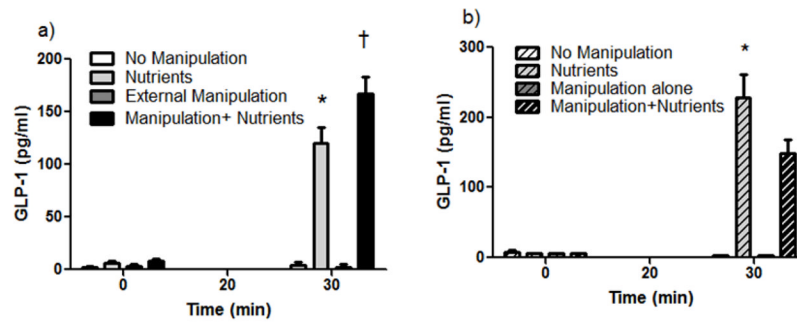 a)
†
200
No Manipulation
Nutrients
External Manipulation
Manipulation+ Nutrients
*
150
100
50
0
GLP-1 (pg/ml)
0 20 30
Time (min)
b)
*
300
No Manipulation
Nutrients
Manipulation alone
Manipulation+Nutrients
200
100
0
GLP-1 (pg/ml)
0 20 30
Time (min)